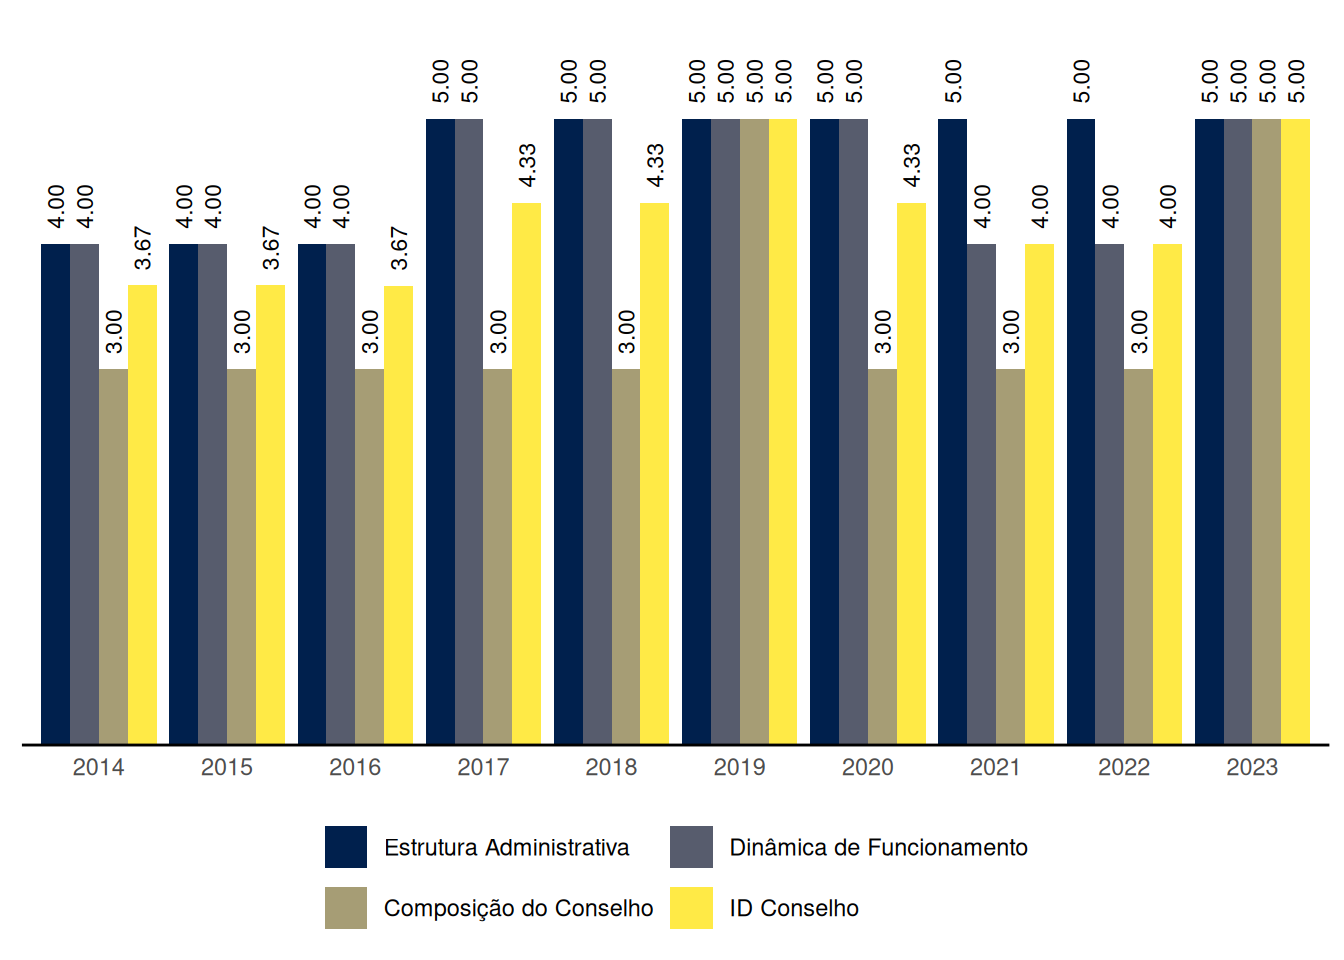 5.00 5.00 5.00 5.00 5.00 5.00 5.00 5.00 5.00 5.00 5.00 5.00 5.00 5.00 5.00 5.00
4.33 4.33 4.33
4.00 4.00 4.00 4.00 4.00 4.00 4.00 4.00 4.00 4.00
3.67 3.67 3.67
3.00 3.00 3.00 3.00 3.00 3.00 3.00 3.00
2014 2015 2016 2017 2018 2019 2020 2021 2022 2023
Estrutura Administrativa Dinâmica de Funcionamento
Composição do Conselho ID Conselho